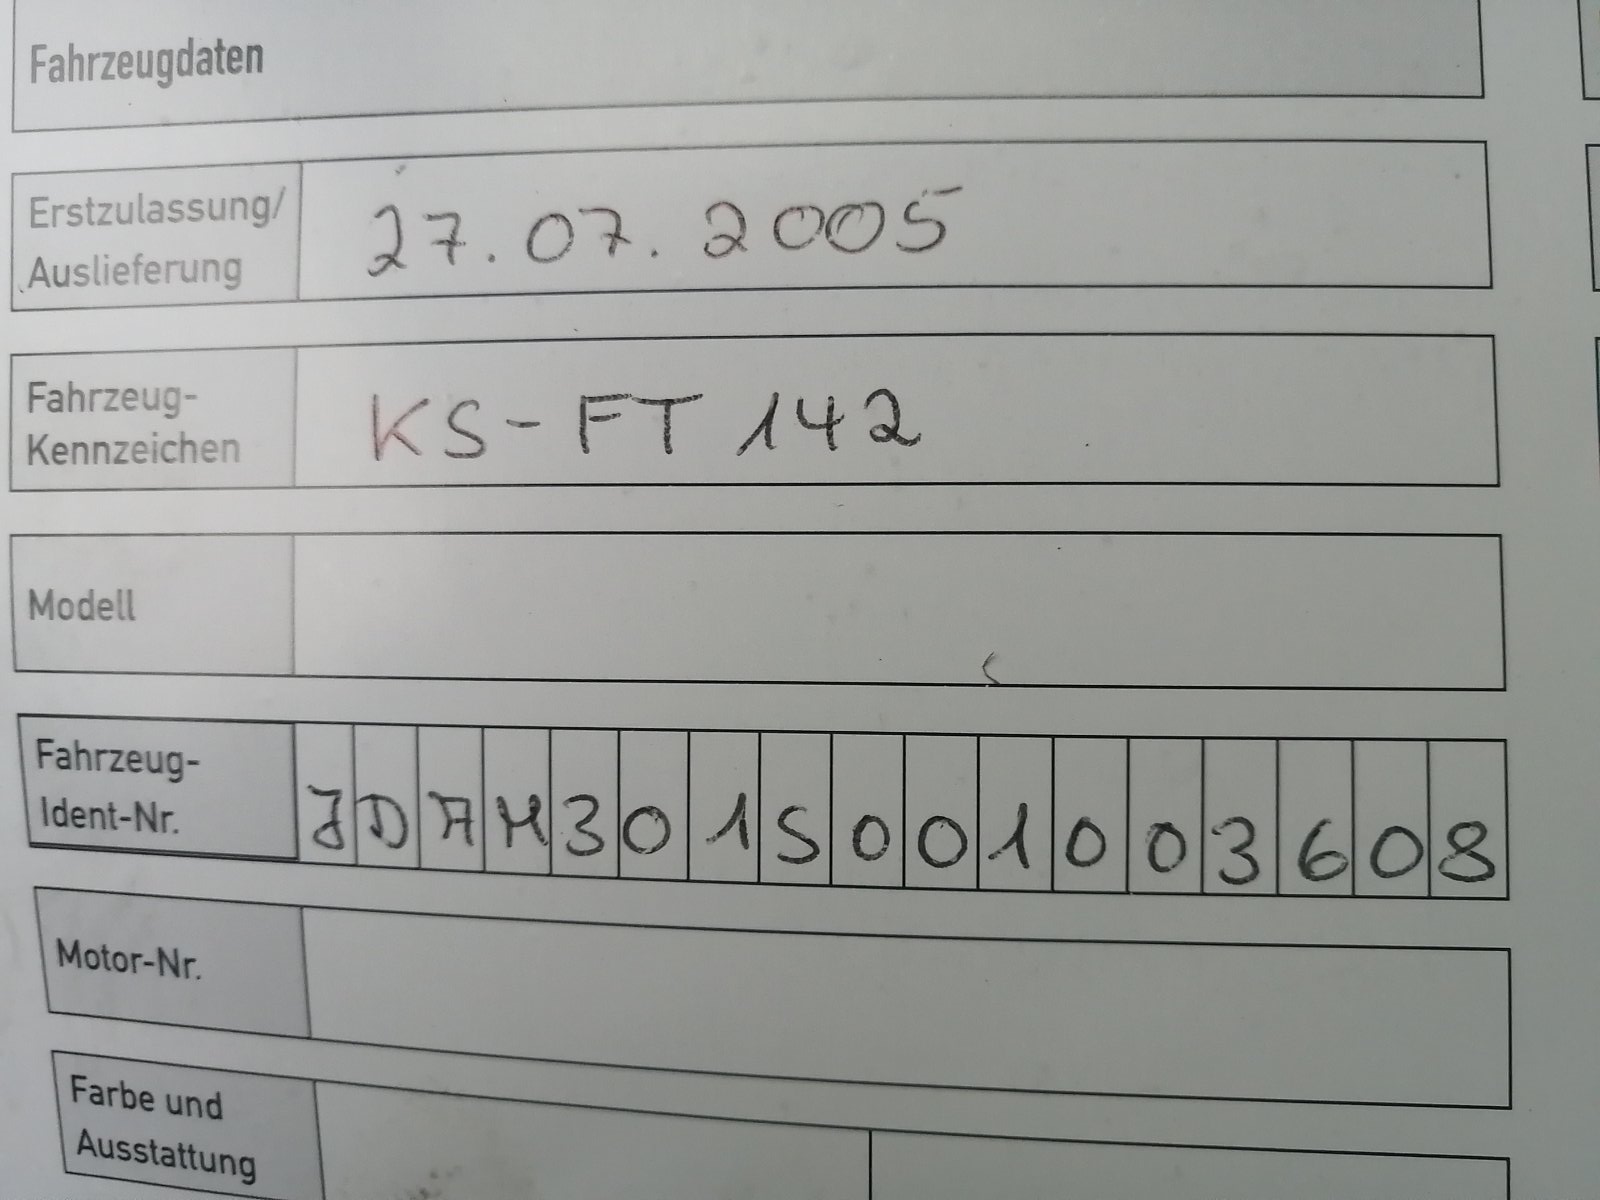 Fahrzeugdaten
Erstzulassung/
Auslieferung
27.07.2005
Fahrzeug-
Kennzeichen
KS-FT 142
Modell
Fahrzeug-
Ident-Nr.
JDAM301S001003608
Motor-Nr.
Farbe und
Ausstattung